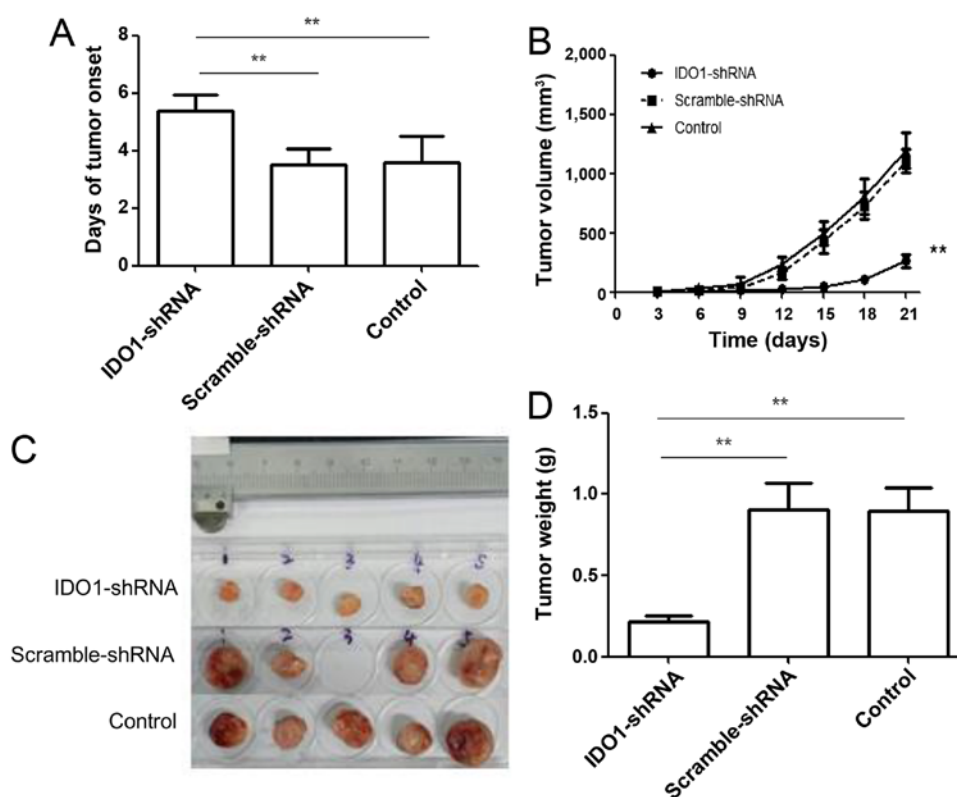 A
**
**
Days of tumor onset
8
6
4
2
0
IDO1-shRNA
Scramble-shRNA
Control
B
Tumor volume (mm³)
2,000
1,500
1,000
500
0
IDO1-shRNA
Scramble-shRNA
Control
**
0 3 6 9 12 15 18 21
Time (days)
C
1 2 3 4 5
IDO1-shRNA
1 2 3 4 5
Scramble-shRNA
Control
D
**
**
Tumor weight (g)
1.5
1.0
0.5
0.0
IDO1-shRNA
Scramble-shRNA
Control